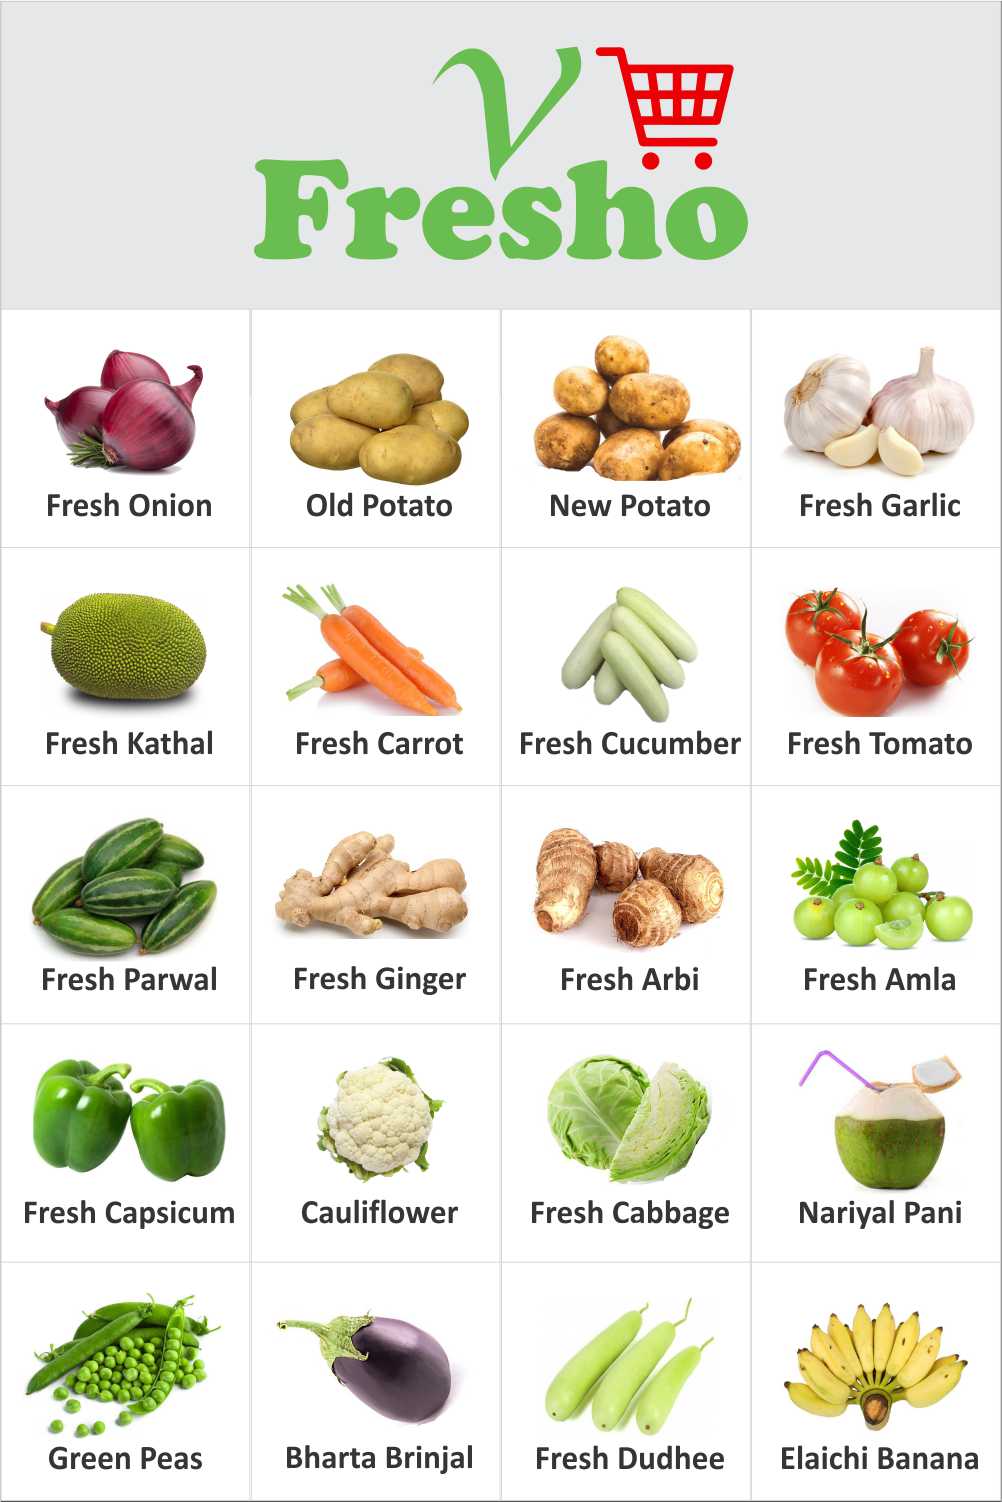 V
Fresho
Fresh Onion
Old Potato
New Potato
Fresh Garlic
Fresh Kathal
Fresh Carrot
Fresh Cucumber
Fresh Tomato
Fresh Parwal
Fresh Ginger
Fresh Arbi
Fresh Amla
Fresh Capsicum
Cauliflower
Fresh Cabbage
Nariyal Pani
Green Peas
Bharta Brinjal
Fresh Dudhee
Elaichi Banana